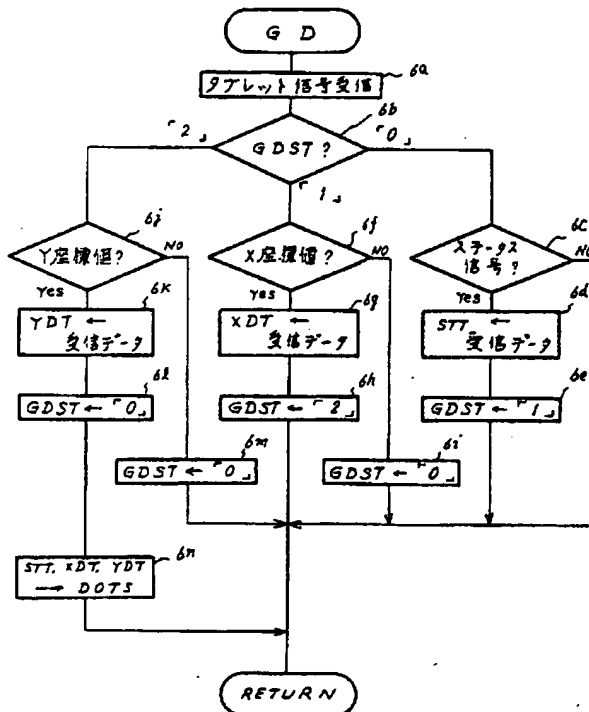 GD
6a
タブレット信号受信
6b
「2」
GDST?
「0」
「1」
6j
Y座標値?
NO
6f
X座標値?
NO
6c
ステータス
信号?
NO
yes
6k
YDT ←
受信データ
yes
6g
XDT ←
受信データ
yes
6d
STT ←
受信データ
6l
GDST ← 「0」
6h
GDST ← 「2」
6e
GDST ← 「1」
6m
GDST ← 「0」
6i
GDST ← 「0」
6n
STT, XDT, YDT
→ DOTS
RETURN